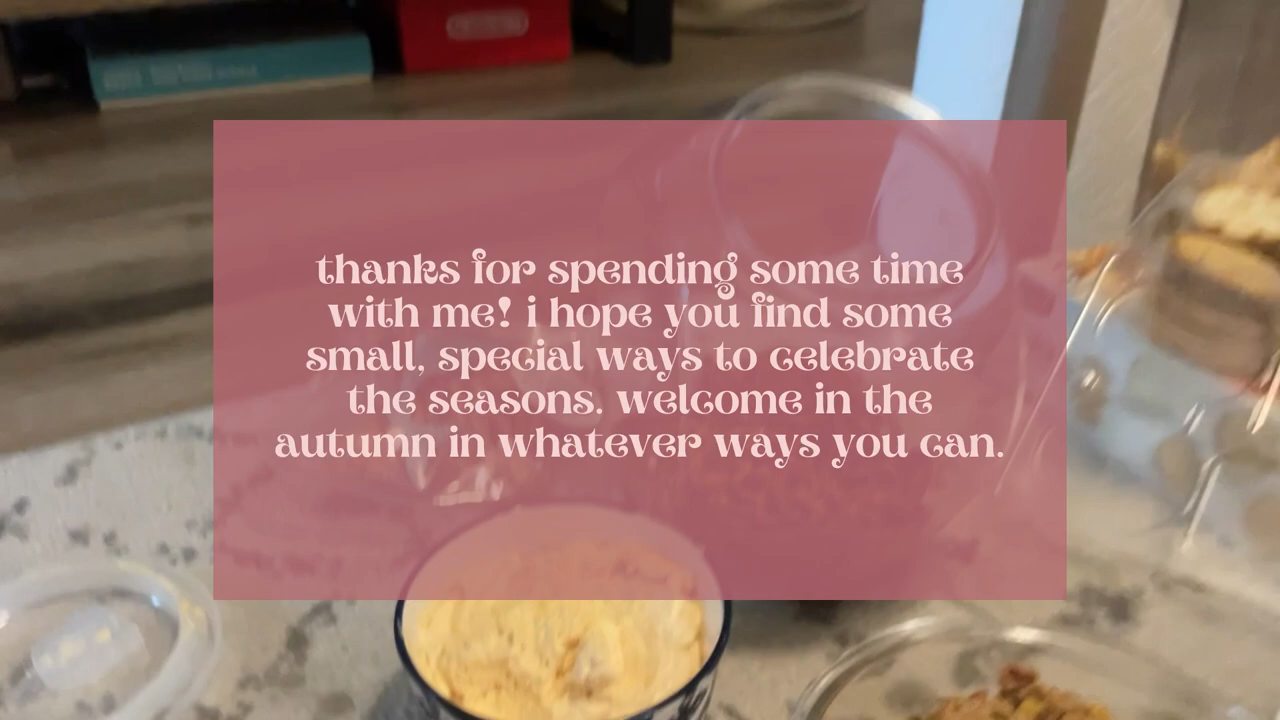 thanks for spending some time
with me! i hope you find some
small, special ways to celebrate
the seasons. welcome in the
autumn in whatever ways you can.